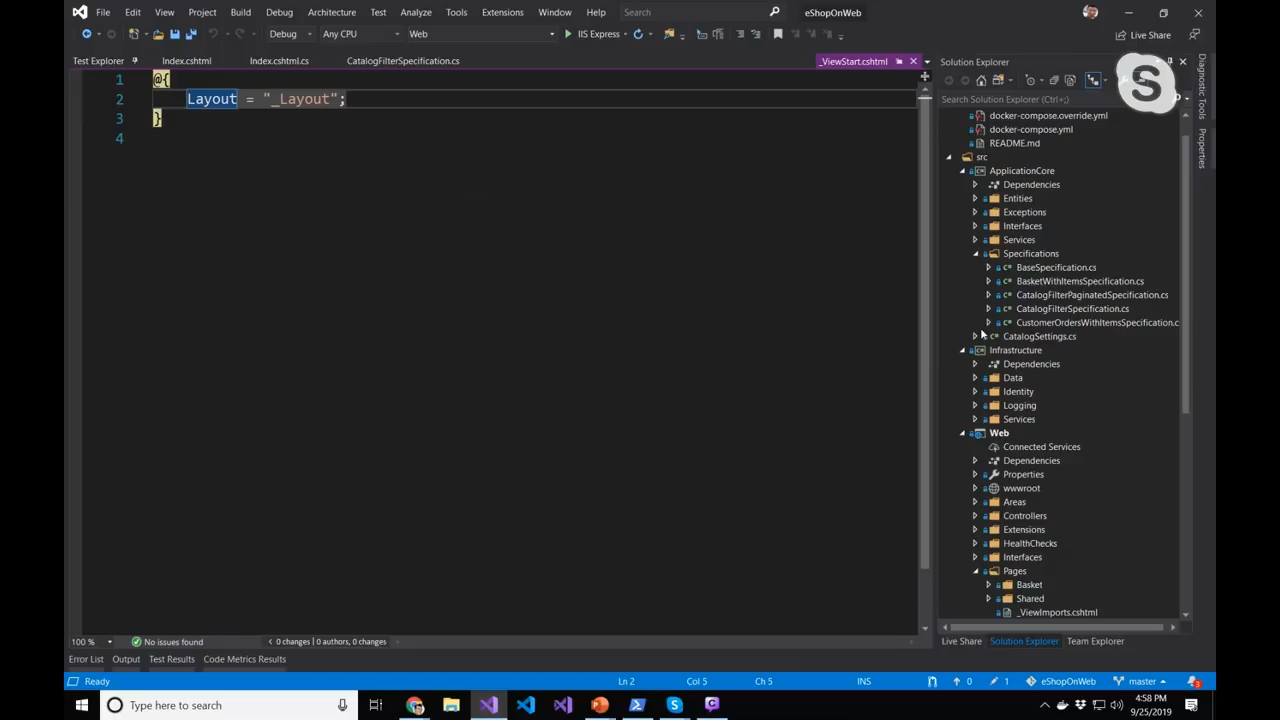 File Edit View Project Build Debug Architecture Test Analyze Tools Extensions Window Help Search eShopOnWeb
Debug Any CPU Web IIS Express Live Share
Test Explorer Index.cshtml Index.cshtml.cs CatalogFilterSpecification.cs _ViewStart.cshtml
1 @{
2 Layout = "_Layout";
3 }
4
Solution Explorer
Search Solution Explorer (Ctrl+;)
docker-compose.override.yml
docker-compose.yml
README.md
src
ApplicationCore
Dependencies
Entities
Exceptions
Interfaces
Services
Specifications
BaseSpecification.cs
BasketWithItemsSpecification.cs
CatalogFilterPaginatedSpecification.cs
CatalogFilterSpecification.cs
CustomerOrdersWithItemsSpecification.c
CatalogSettings.cs
Infrastructure
Dependencies
Data
Identity
Logging
Services
Web
Connected Services
Dependencies
Properties
wwwroot
Areas
Controllers
Extensions
HealthChecks
Interfaces
Pages
Basket
Shared
_ViewImports.cshtml
Live Share Solution Explorer Team Explorer
Diagnostic Tools
Properties
S
100 % No issues found < 0 changes | 0 authors, 0 changes
Error List Output Test Results Code Metrics Results
Ready Ln 2 Col 5 Ch 5 INS 0 1 eShopOnWeb master 3
Type here to search
4:58 PM
9/25/2019